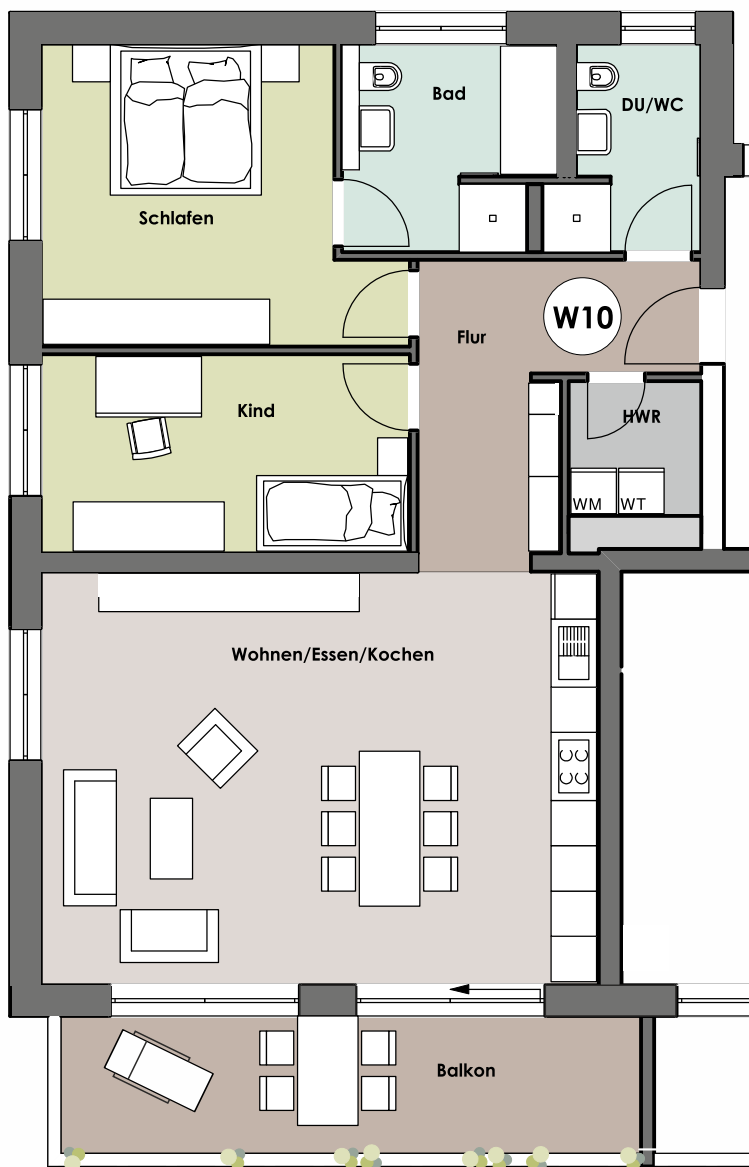 Bad
DU/WC
Schlafen
W10
Flur
Kind
HWR
WM
WT
Wohnen/Essen/Kochen
Balkon